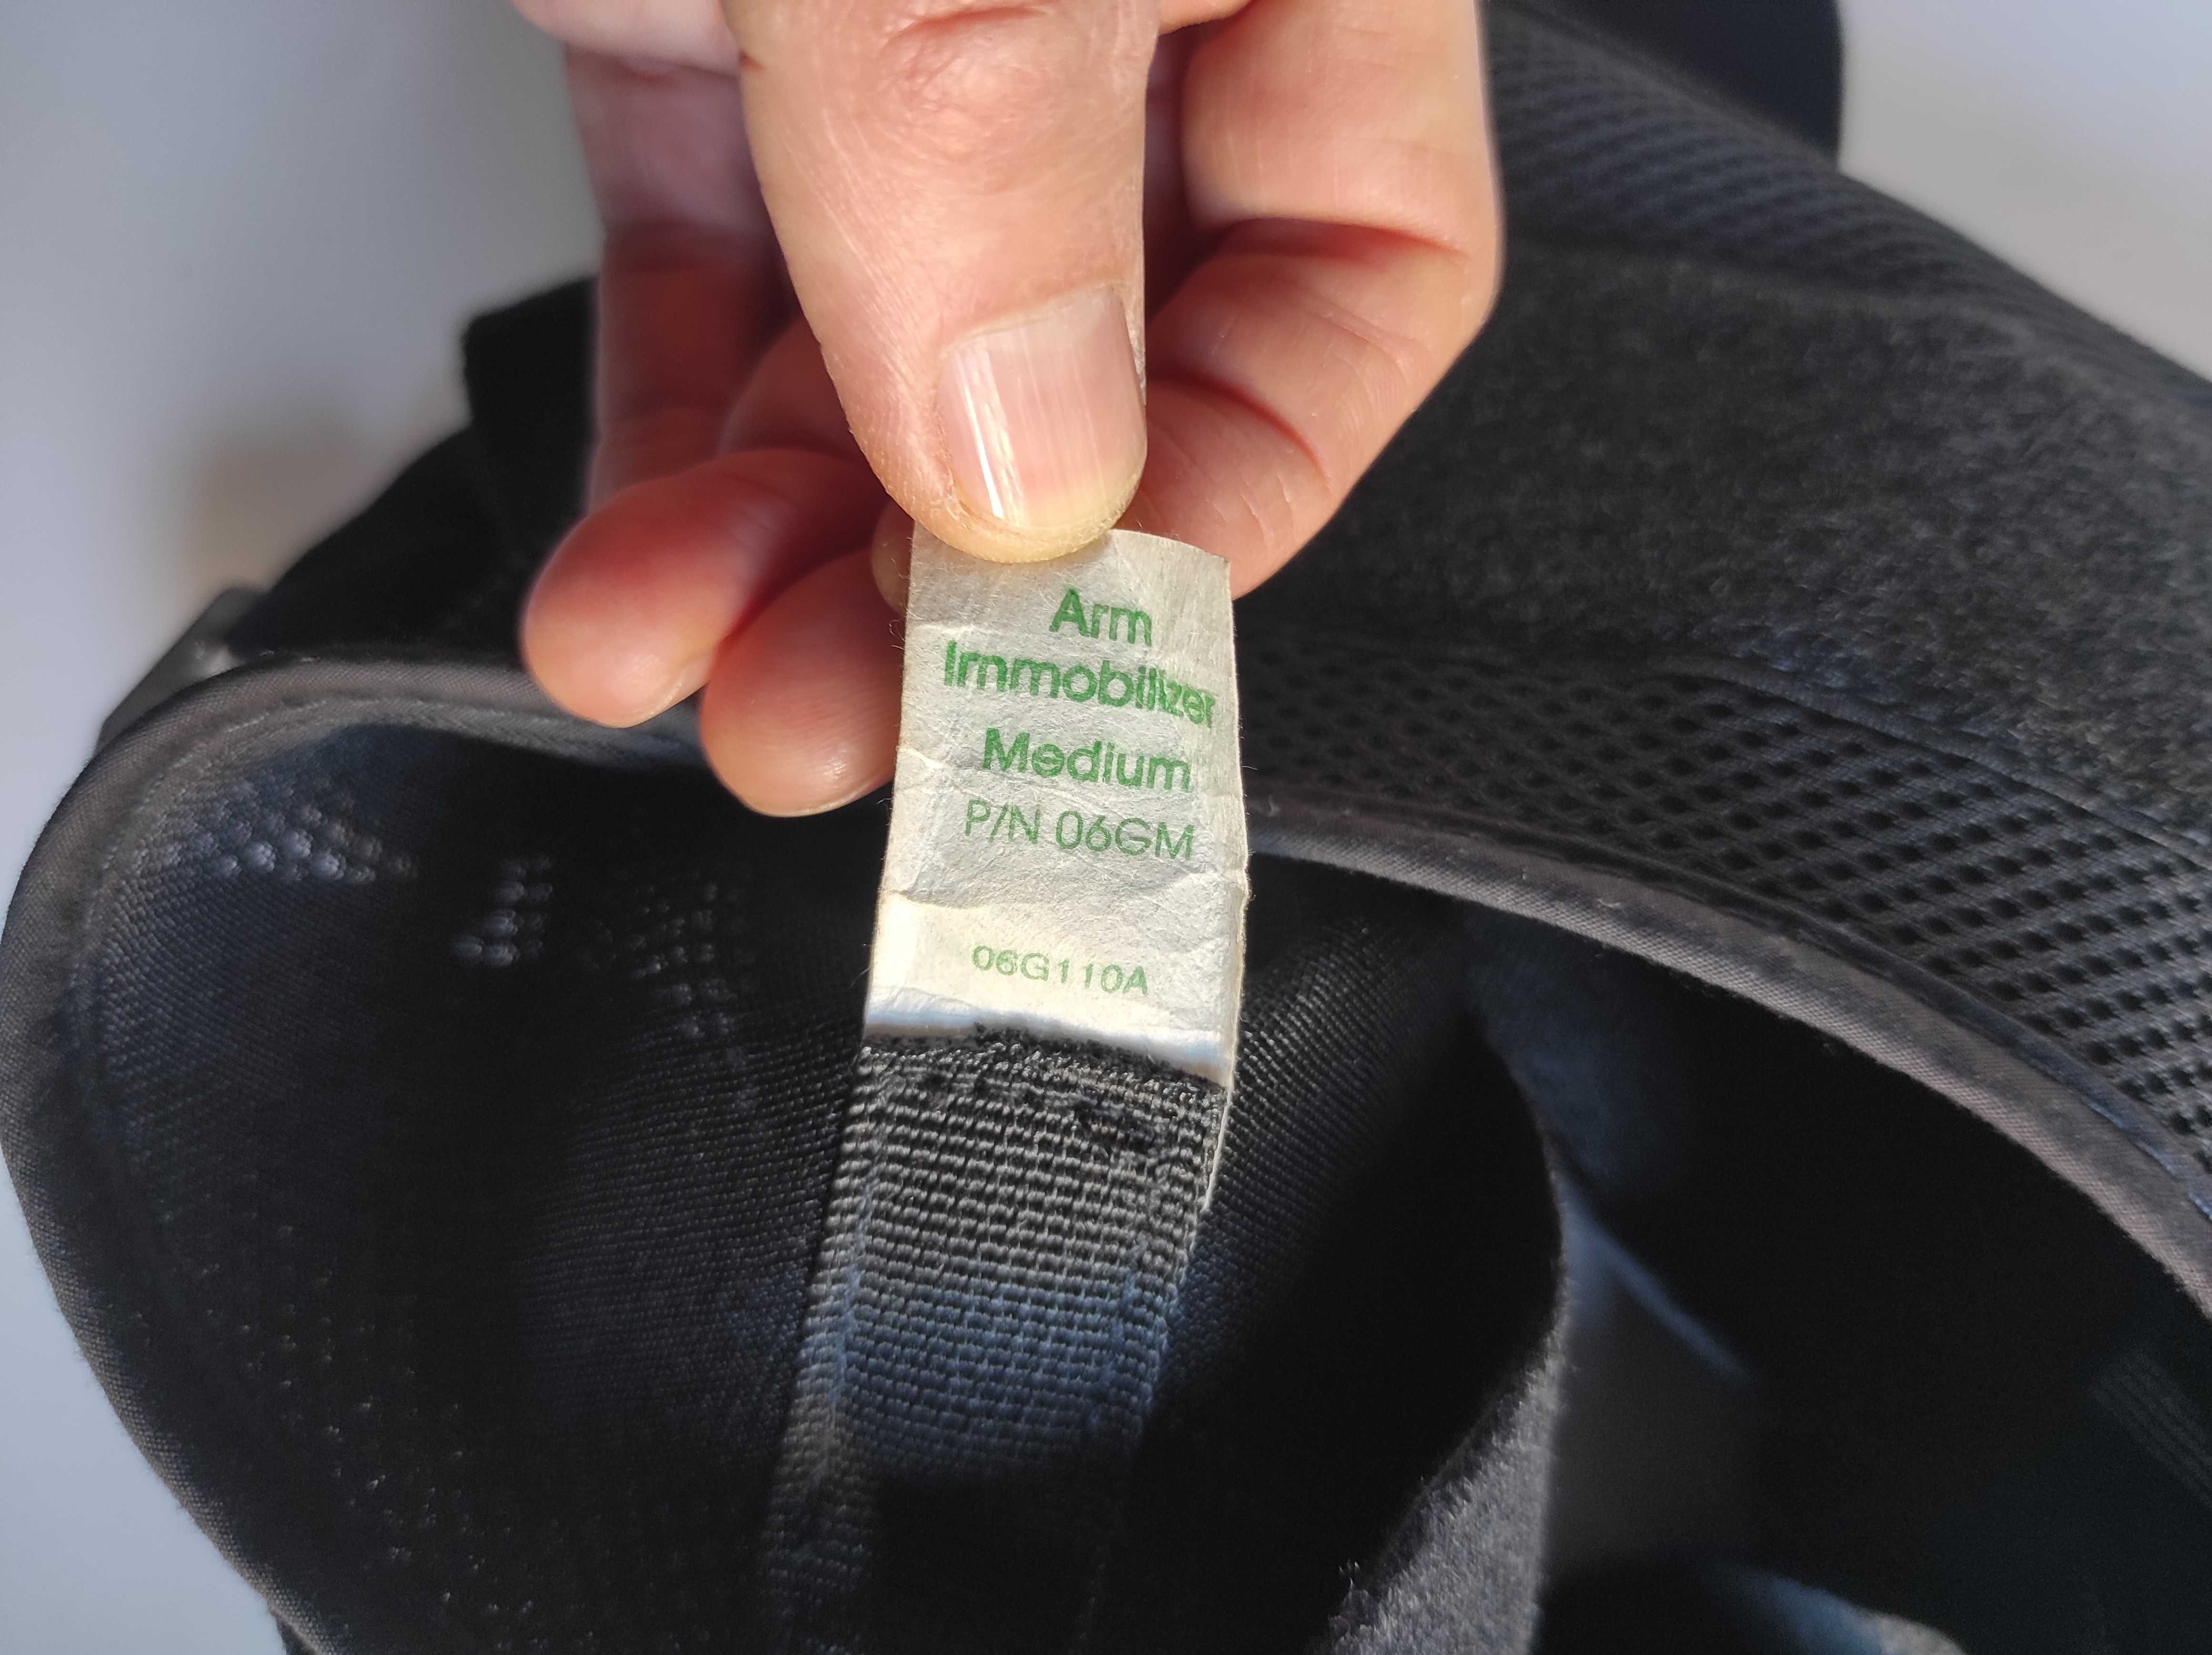 Arm
Immobilizer
Medium
P/N 06GM
06G110A